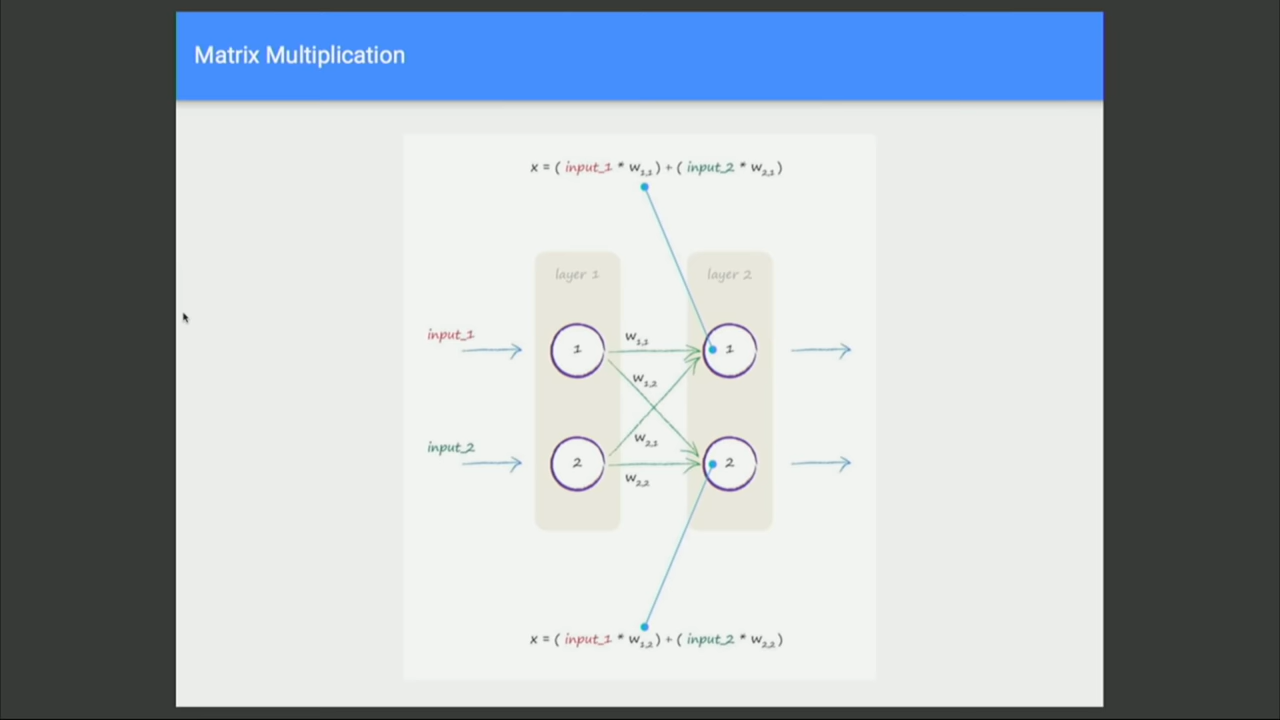 Matrix Multiplication
x = ( input_1 * w1,1 ) + ( input_2 * w2,1 )
layer 1
layer 2
input_1
1
w1,1
1
w1,2
input_2
2
w2,1
2
w2,2
x = ( input_1 * w1,2 ) + ( input_2 * w2,2 )